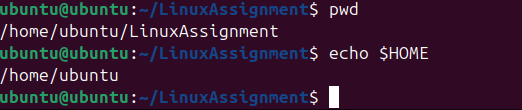 ubuntu@ubuntu:~/LinuxAssignment$ pwd
/home/ubuntu/LinuxAssignment
ubuntu@ubuntu:~/LinuxAssignment$ echo $HOME
/home/ubuntu
ubuntu@ubuntu:~/LinuxAssignment$